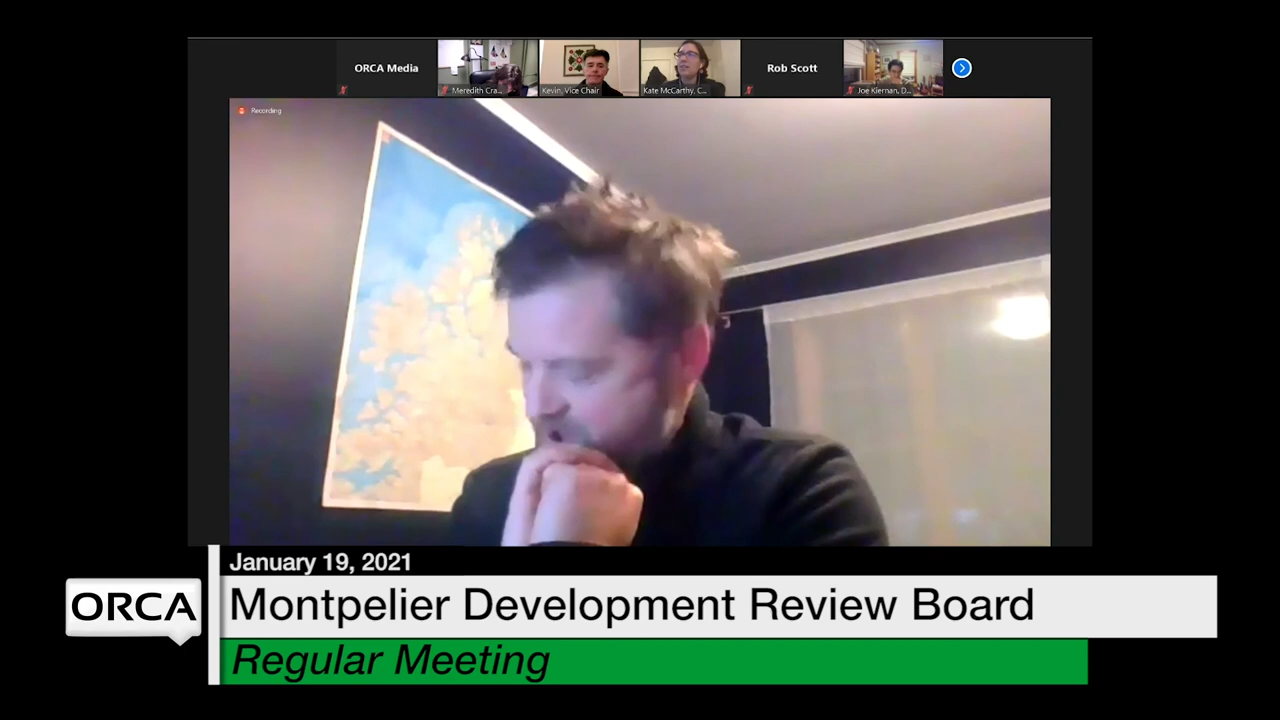 ORCA Media
Meredith Cra...
Kevin, Vice Chair
Kate McCarthy, C...
Rob Scott
Joe Kiernan, D...
Recording
January 19, 2021
ORCA
Montpelier Development Review Board
Regular Meeting